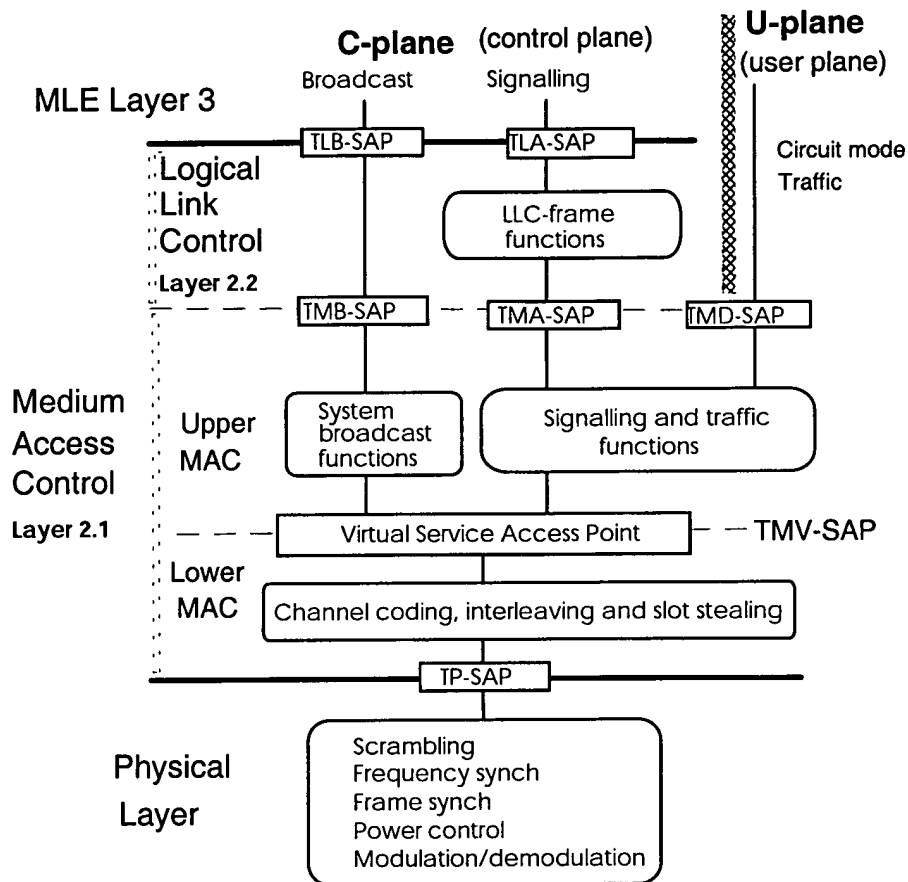 C-plane (control plane)
U-plane
(user plane)
Broadcast
Signalling
MLE Layer 3
TLB-SAP
TLA-SAP
Circuit mode
Traffic
Logical
Link
Control
Layer 2.2
LLC-frame
functions
TMB-SAP
TMA-SAP
TMD-SAP
Medium
Access
Control
Layer 2.1
Upper
MAC
System
broadcast
functions
Signalling and traffic
functions
Virtual Service Access Point
TMV-SAP
Lower
MAC
Channel coding, interleaving and slot stealing
TP-SAP
Physical
Layer
Scrambling
Frequency synch
Frame synch
Power control
Modulation/demodulation